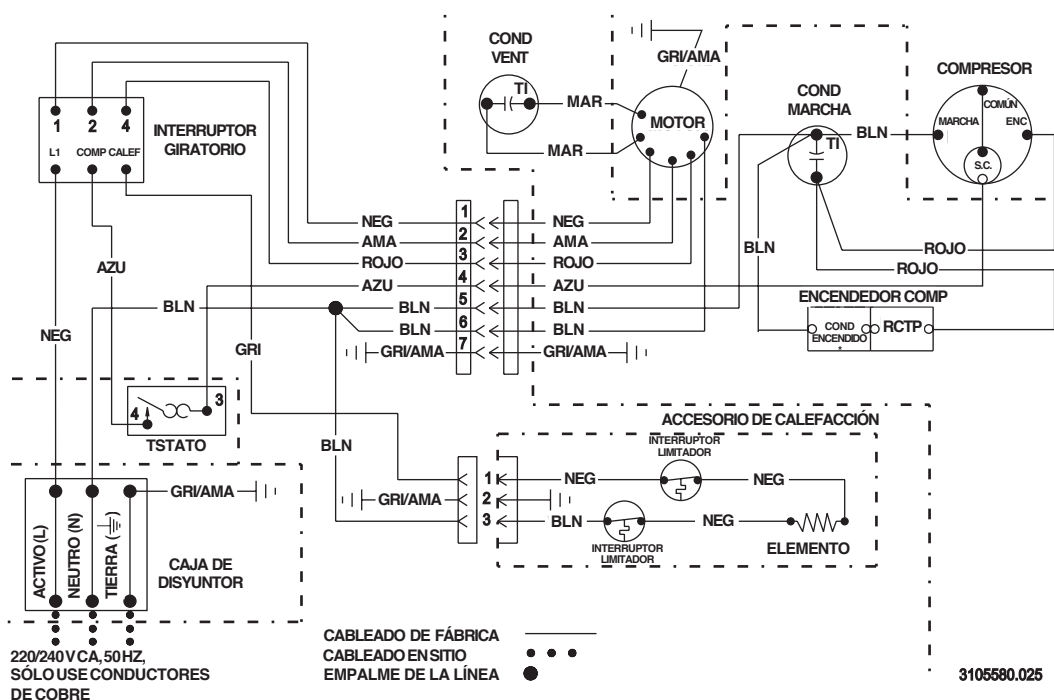 GRI/AMA
COND
VENT
TI
MAR
MAR
MOTOR
COND
MARCHA
TI
BLN
COMPRESOR
COMÚN
MARCHA
ENC
S.C.
1 2 4
L1 COMP CALEF
INTERRUPTOR
GIRATORIO
NEG
AMA
ROJO
AZU
BLN
BLN
GRI/AMA
1
2
3
4
5
6
7
NEG
AMA
ROJO
AZU
BLN
BLN
GRI/AMA
BLN
ROJO
ROJO
ENCENDEDOR COMP
COND
ENCENDIDO
*
RCTP
AZU
BLN
NEG
GRI
4
3
TSTATO
BLN
ACCESORIO DE CALEFACCIÓN
INTERRUPTOR
LIMITADOR
1
2
3
NEG
NEG
GRI/AMA
BLN
NEG
INTERRUPTOR
LIMITADOR
ELEMENTO
GRI/AMA
ACTIVO (L)
NEUTRO (N)
TIERRA ( )
CAJA DE
DISYUNTOR
220/240 V CA, 50 HZ,
SÓLO USE CONDUCTORES
DE COBRE
CABLEADO DE FÁBRICA
CABLEADO EN SITIO
EMPALME DE LA LÍNEA
3105580.025